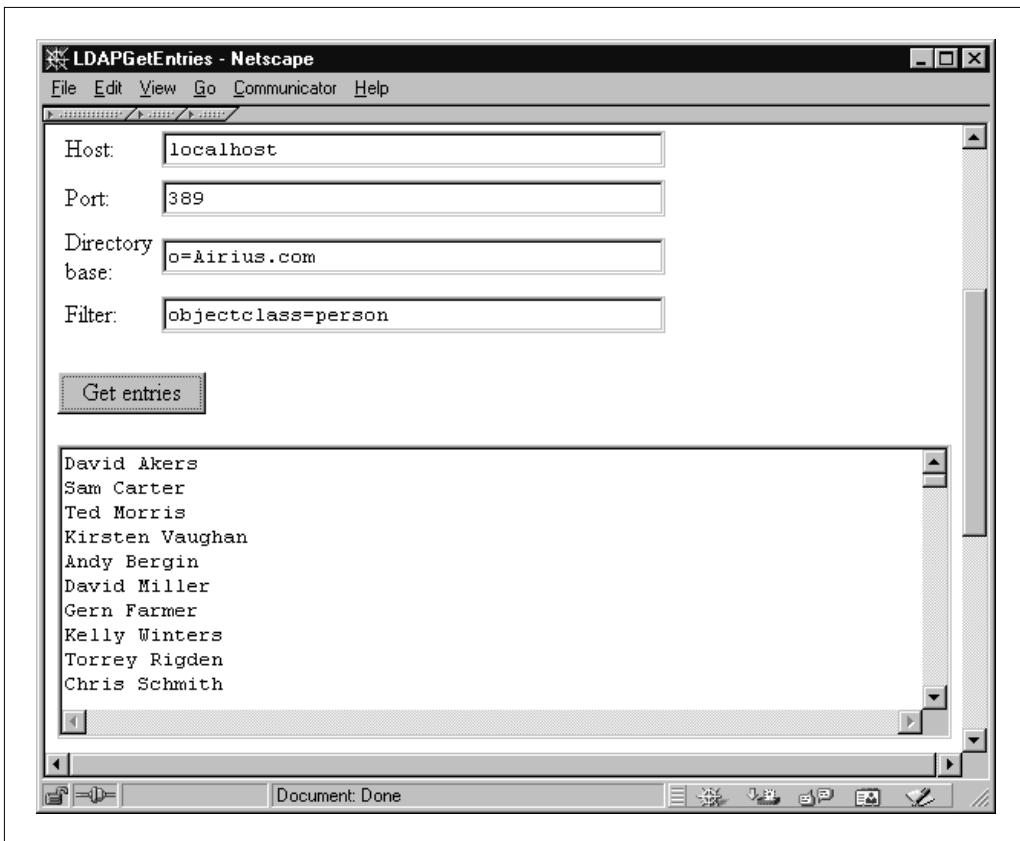 LDAPGetEntries - Netscape
File Edit View Go Communicator Help
Host: localhost
Port: 389
Directory base: o=Airius.com
Filter: objectclass=person
Get entries
David Akers
Sam Carter
Ted Morris
Kirsten Vaughan
Andy Bergin
David Miller
Gern Farmer
Kelly Winters
Torrey Rigden
Chris Schmith
Document: Done